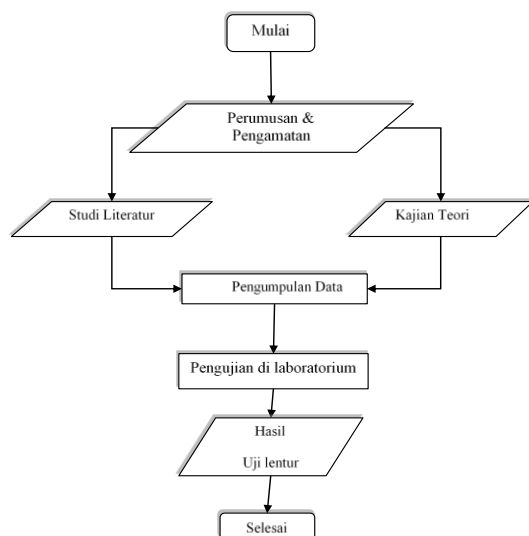 Mulai
Perumusan &
Pengamatan
Studi Literatur
Kajian Teori
Pengumpulan Data
Pengujian di laboratorium
Hasil
Uji lentur
Selesai